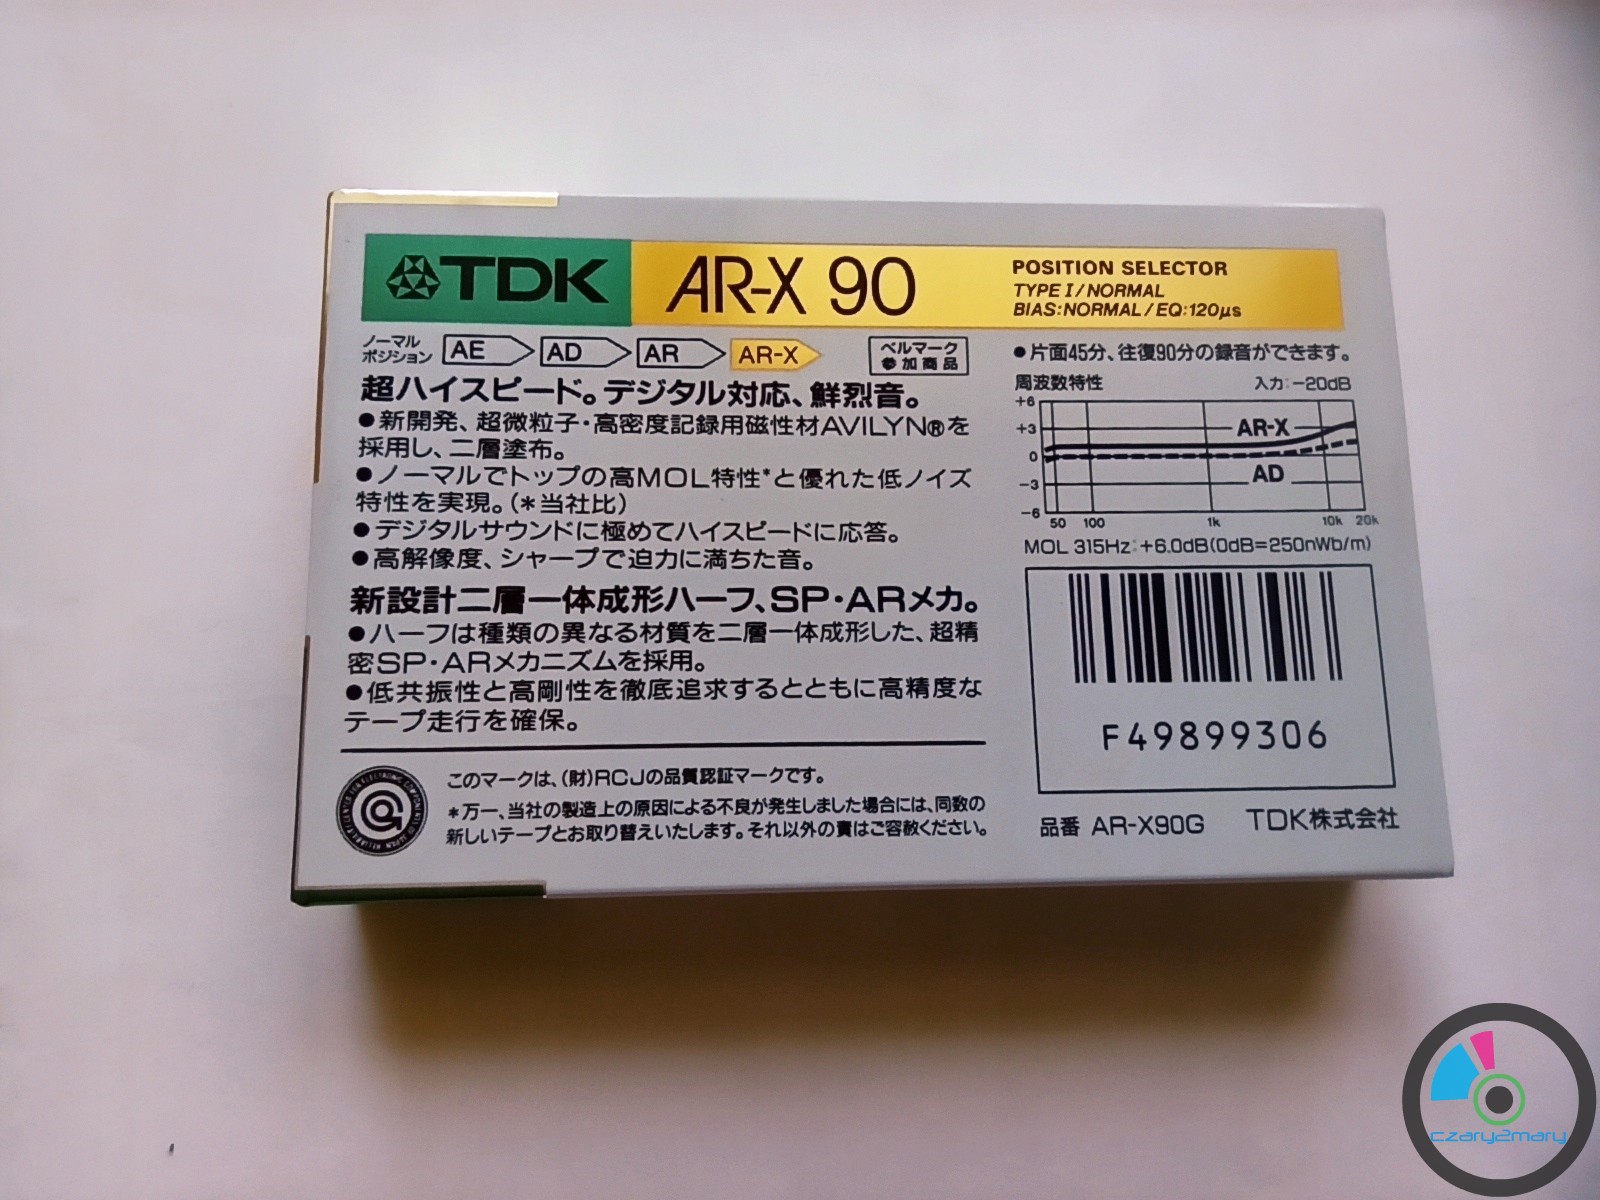 TDK AR-X 90
POSITION SELECTOR
TYPE I/NORMAL
BIAS:NORMAL/EQ:120μs
ノーマル
ポジション
AE AD AR AR-X
ベルマーク
参加商品
超ハイスピード。デジタル対応、鮮烈音。
●新開発、超微粒子・高密度記録用磁性材AVILYN®を
採用し、二層塗布。
●ノーマルでトップの高MOL特性*と優れた低ノイズ
特性を実現。(*当社比)
●デジタルサウンドに極めてハイスピードに応答。
●高解像度、シャープで迫力に満ちた音。
新設計二層一体成形ハーフ、SP・ARメカ。
●ハーフは種類の異なる材質を二層一体成形した、超精
密SP・ARメカニズムを採用。
●低共振性と高剛性を徹底追求するとともに高精度な
テープ走行を確保。
このマークは、(財)RCJの品質認証マークです。
*万一、当社の製造上の原因による不良が発生しました場合には、同数の
新しいテープとお取り替えいたします。それ以外の責はご容赦ください。
●片面45分、往復90分の録音ができます。
周波数特性 入力:-20dB
+6
+3
0
-3
-6
AR-X
AD
50 100 1k 10k 20k
MOL 315Hz:+6.0dB(0dB=250nWb/m)
F49899306
品番 AR-X90G TDK株式会社
czary2mary